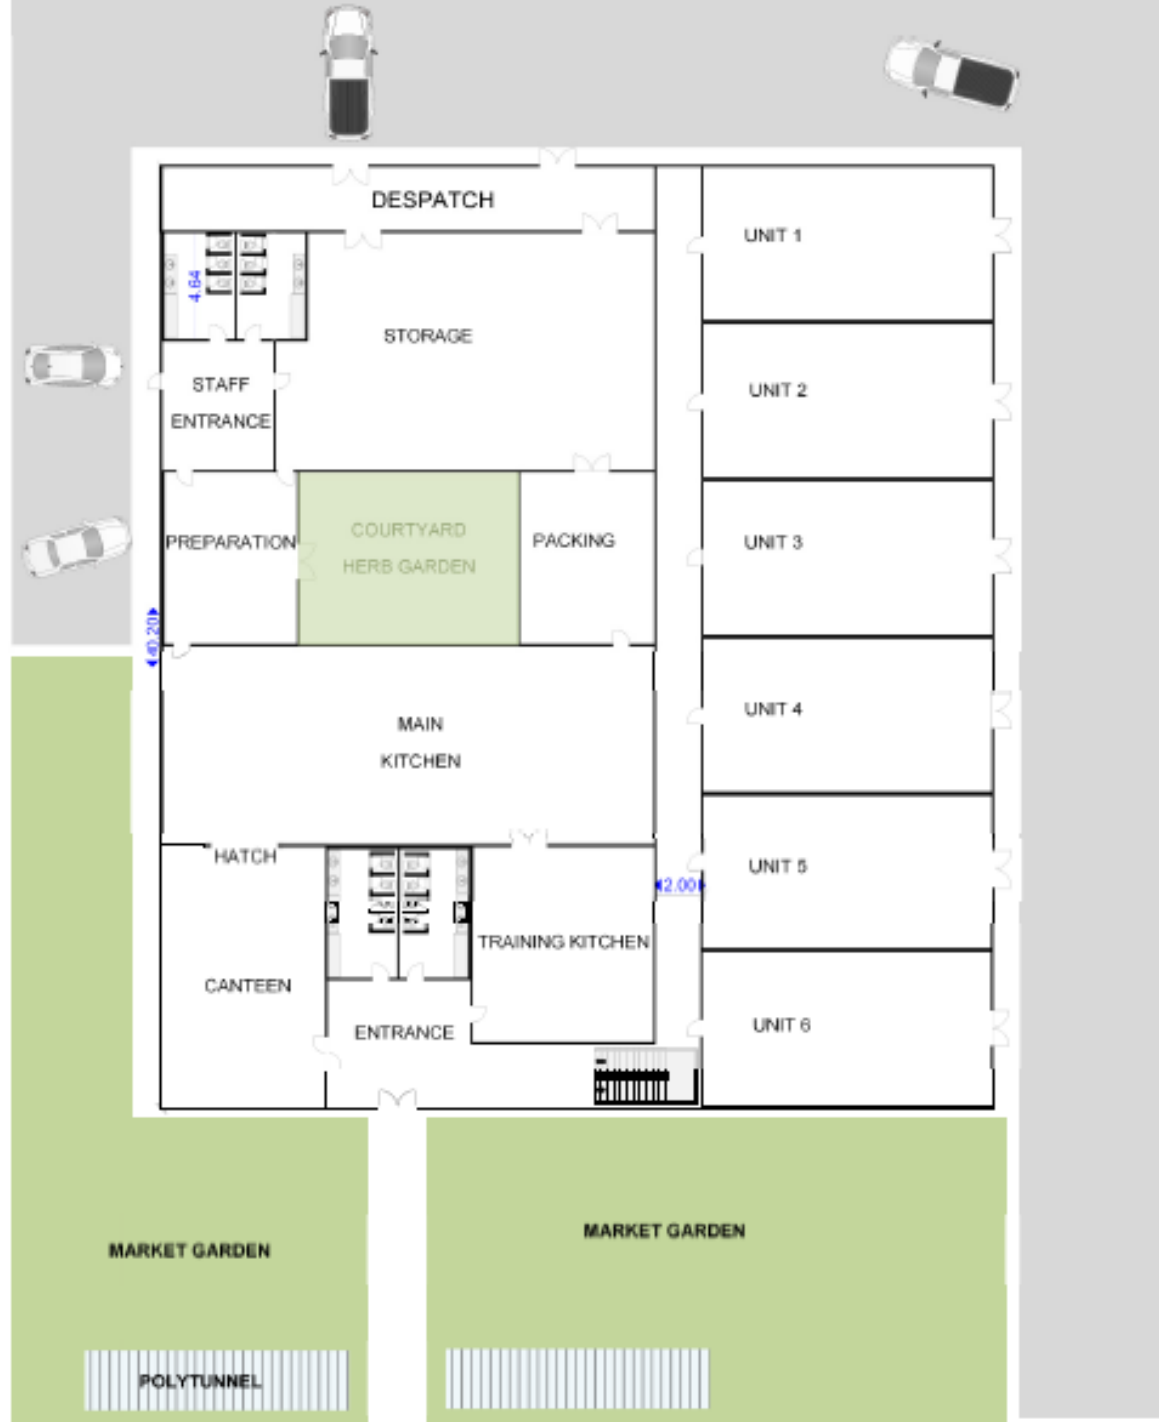 DESPATCH
UNIT 1
4.64
STORAGE
STAFF
ENTRANCE
UNIT 2
PREPARATION
COURTYARD
HERB GARDEN
PACKING
UNIT 3
40.20
MAIN
KITCHEN
UNIT 4
HATCH
UNIT 5
2.00
TRAINING KITCHEN
CANTEEN
ENTRANCE
UNIT 6
MARKET GARDEN
MARKET GARDEN
POLYTUNNEL